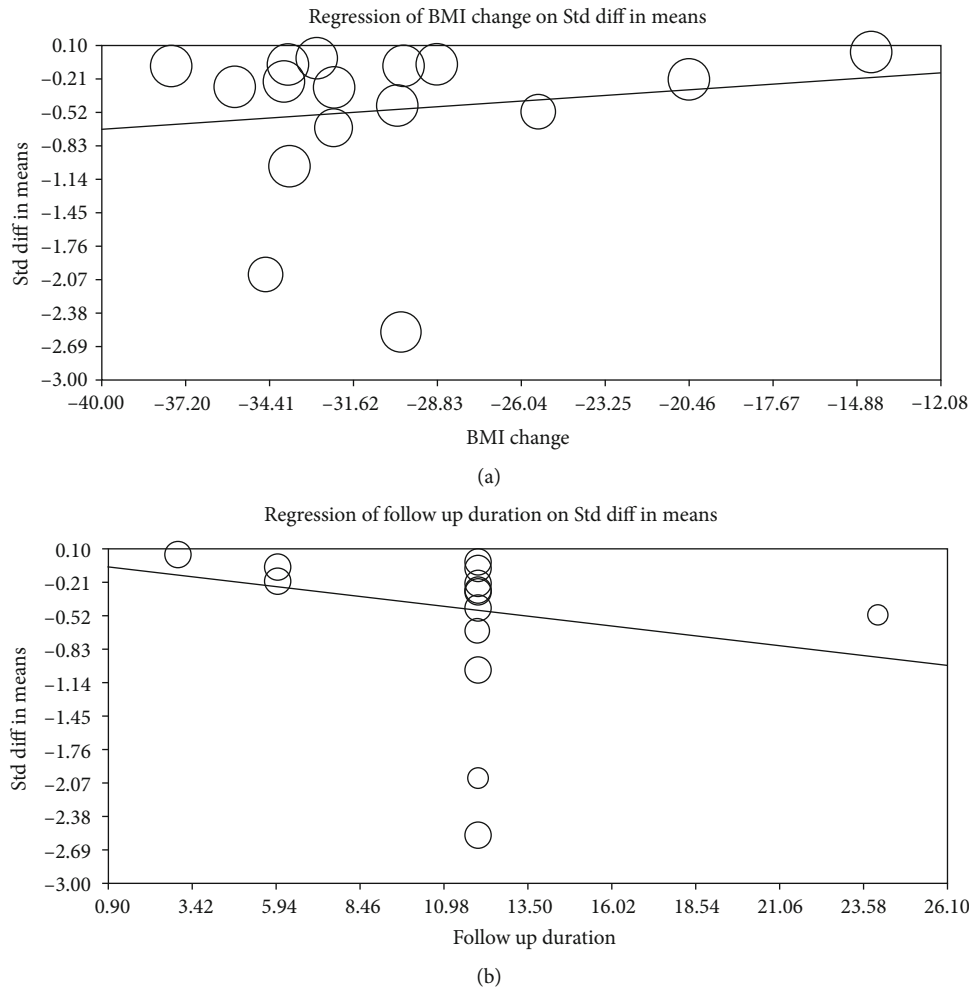 Regression of BMI change on Std diff in means
Std diff in means
0.10
−0.21
−0.52
−0.83
−1.14
−1.45
−1.76
−2.07
−2.38
−2.69
−3.00
−40.00 −37.20 −34.41 −31.62 −28.83 −26.04 −23.25 −20.46 −17.67 −14.88 −12.08
BMI change
(a)
Regression of follow up duration on Std diff in means
Std diff in means
0.10
−0.21
−0.52
−0.83
−1.14
−1.45
−1.76
−2.07
−2.38
−2.69
−3.00
0.90 3.42 5.94 8.46 10.98 13.50 16.02 18.54 21.06 23.58 26.10
Follow up duration
(b)